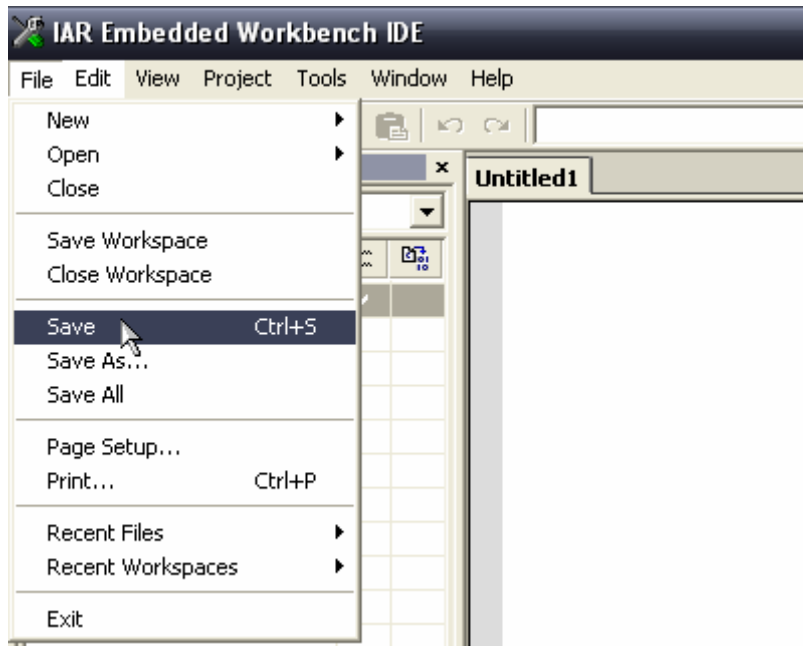 IAR Embedded Workbench IDE
File Edit View Project Tools Window Help
New
Open
Close
Save Workspace
Close Workspace
Save Ctrl+S
Save As...
Save All
Page Setup...
Print... Ctrl+P
Recent Files
Recent Workspaces
Exit
Untitled1